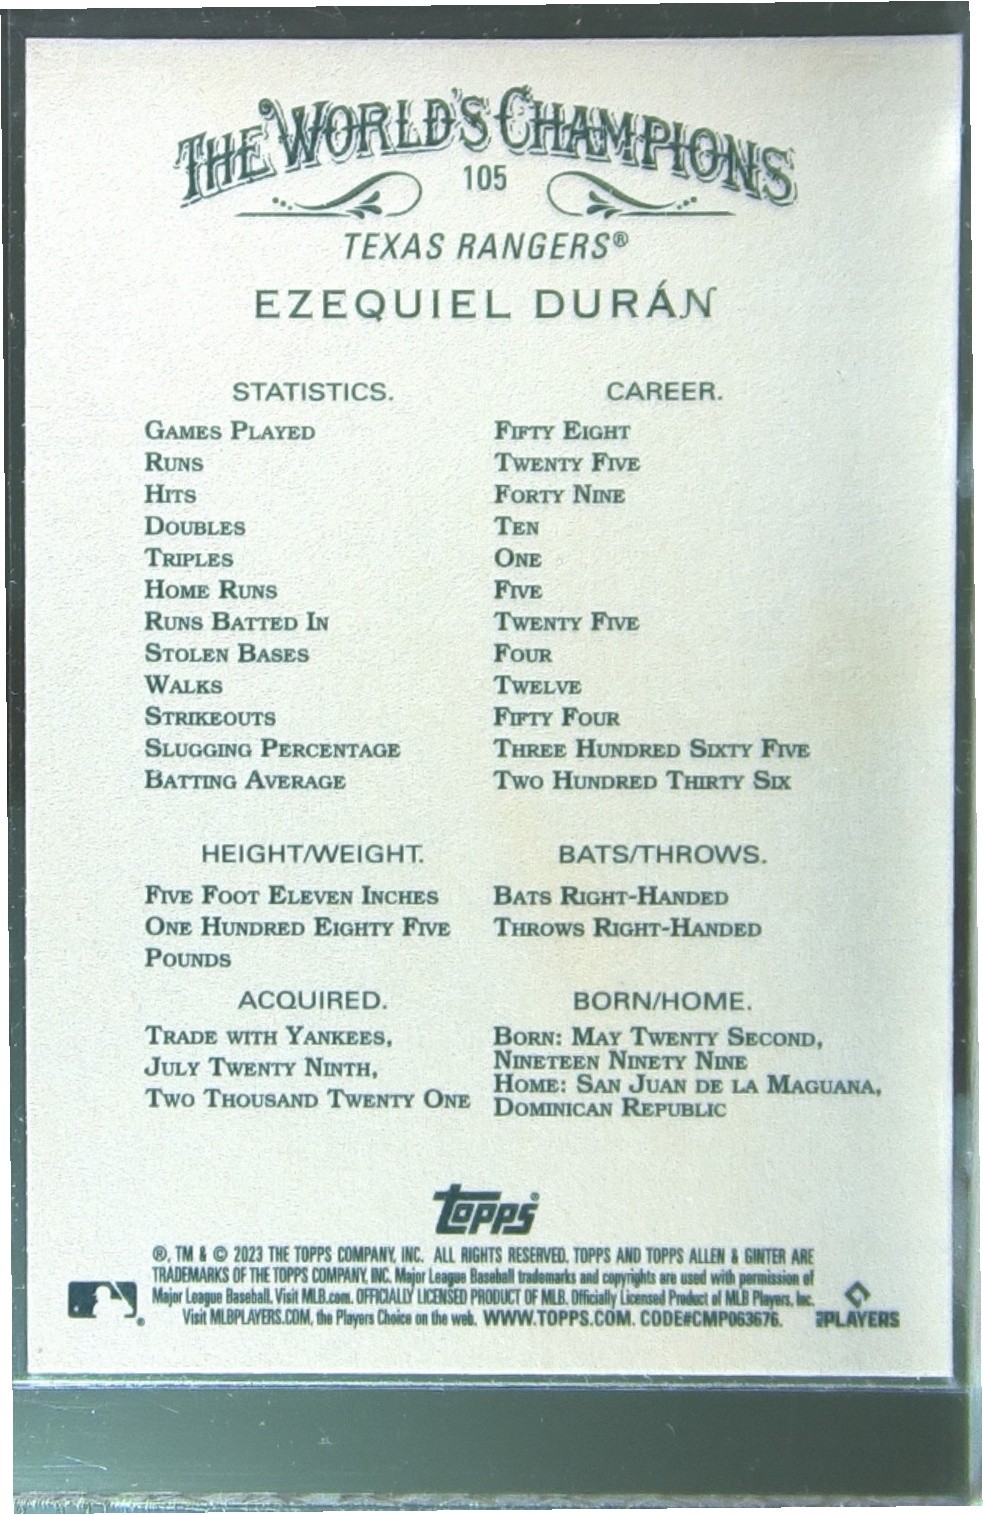 THE WORLD'S CHAMPIONS
105
TEXAS RANGERS®
EZEQUIEL DURÁN
STATISTICS. CAREER.
GAMES PLAYED FIFTY EIGHT
RUNS TWENTY FIVE
HITS FORTY NINE
DOUBLES TEN
TRIPLES ONE
HOME RUNS FIVE
RUNS BATTED IN TWENTY FIVE
STOLEN BASES FOUR
WALKS TWELVE
STRIKEOUTS FIFTY FOUR
SLUGGING PERCENTAGE THREE HUNDRED SIXTY FIVE
BATTING AVERAGE TWO HUNDRED THIRTY SIX
HEIGHT/WEIGHT.
FIVE FOOT ELEVEN INCHES
ONE HUNDRED EIGHTY FIVE
POUNDS
BATS/THROWS.
BATS RIGHT-HANDED
THROWS RIGHT-HANDED
ACQUIRED.
TRADE WITH YANKEES,
JULY TWENTY NINTH,
TWO THOUSAND TWENTY ONE
BORN/HOME.
BORN: MAY TWENTY SECOND,
NINETEEN NINETY NINE
HOME: SAN JUAN DE LA MAGUANA,
DOMINICAN REPUBLIC
Topps®
®, TM & © 2023 THE TOPPS COMPANY, INC. ALL RIGHTS RESERVED. TOPPS AND TOPPS ALLEN & GINTER ARE
TRADEMARKS OF THE TOPPS COMPANY, INC. Major League Baseball trademarks and copyrights are used with permission of
Major League Baseball. Visit MLB.com. OFFICIALLY LICENSED PRODUCT OF MLB. Officially Licensed Product of MLB Players, Inc.
Visit MLBPLAYERS.COM, the Players Choice on the web. WWW.TOPPS.COM. CODE#CMP063676.
PLAYERS